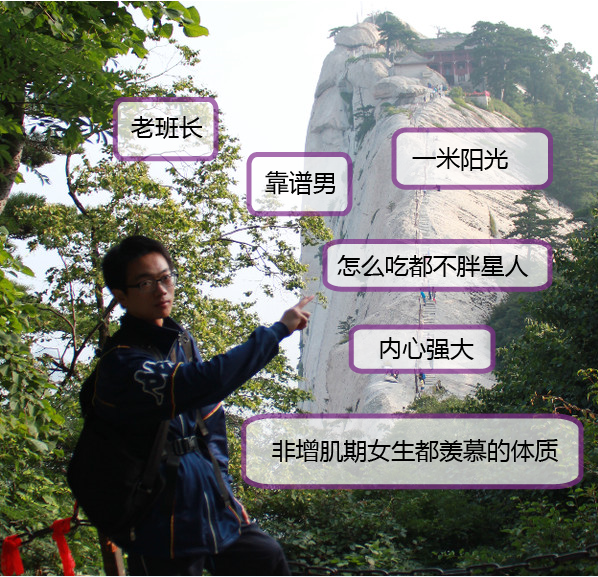 老班长
一米阳光
靠谱男
怎么吃都不胖星人
内心强大
非增肌期女生都羡慕的体质